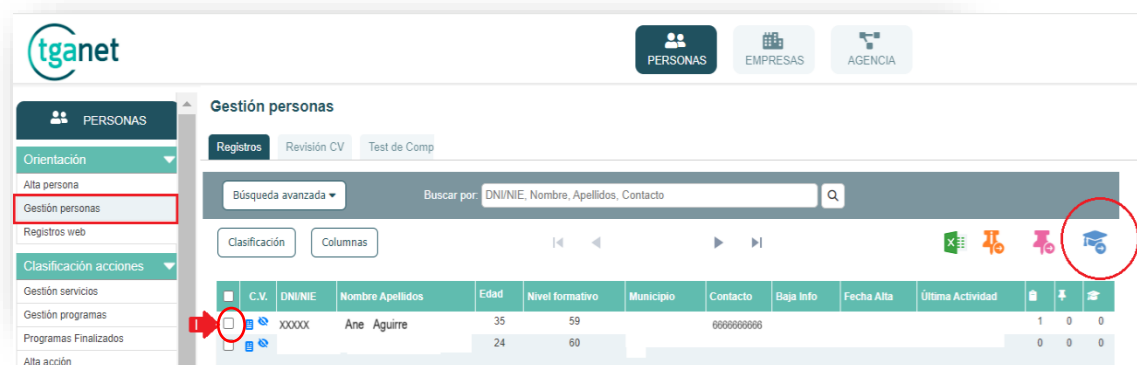 tganet
PERSONAS
EMPRESAS
AGENCIA
PERSONAS
Orientación
Alta persona
Gestión personas
Registros web
Clasificación acciones
Gestión servicios
Gestión programas
Programas Finalizados
Alta acción
Gestión personas
Registros Revisión CV Test de Comp
Búsqueda avanzada Buscar por: DNI/NIE, Nombre, Apellidos, Contacto
Clasificación Columnas
C.V. DNI/NIE Nombre Apellidos Edad Nivel formativo Municipio Contacto Baja Info Fecha Alta Última Actividad
1 XXXXX Ane Aguirre 35 59 6666666666 1 0 0
24 60 0 0 0